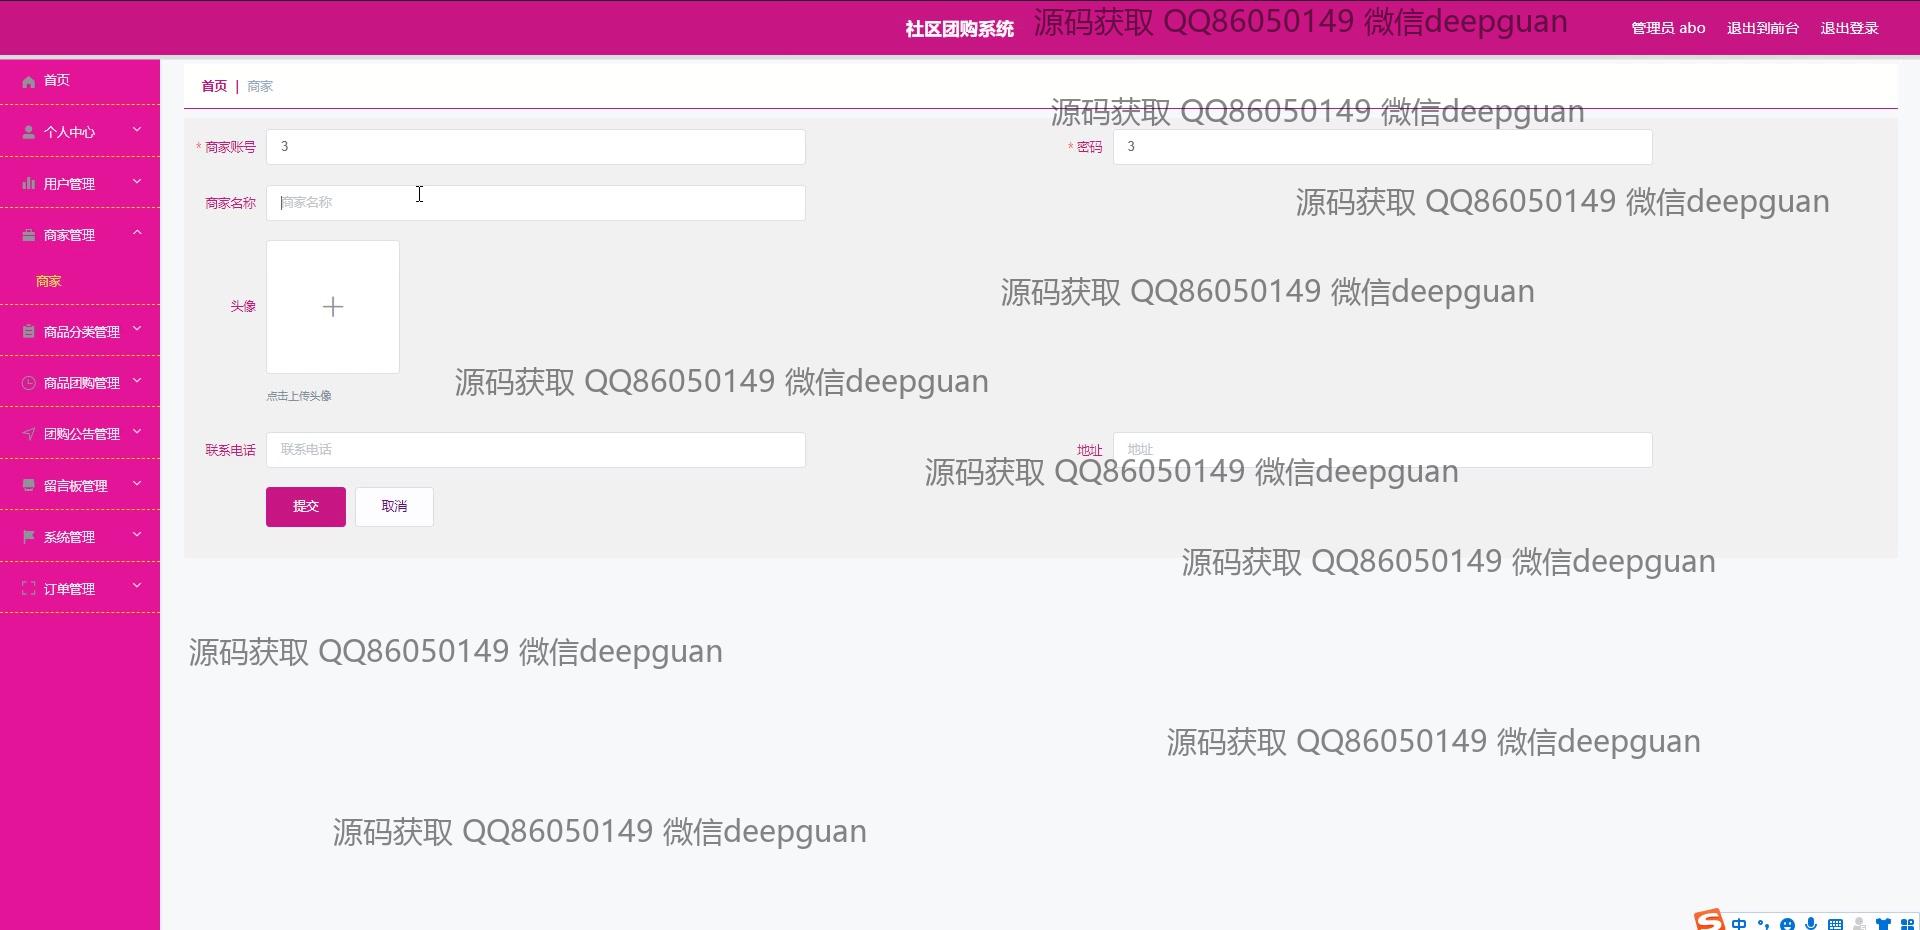 社区团购系统
源码获取 QQ86050149 微信deepguan
管理员 abo
退出到前台
退出登录
首页
首页 | 商家
源码获取 QQ86050149 微信deepguan
个人中心
* 商家账号
3
* 密码
3
用户管理
商家名称
商家名称
源码获取 QQ86050149 微信deepguan
商家管理
商家
源码获取 QQ86050149 微信deepguan
头像
商品分类管理
商品团购管理
源码获取 QQ86050149 微信deepguan
点击上传头像
团购公告管理
联系电话
联系电话
地址
地址
源码获取 QQ86050149 微信deepguan
留言板管理
提交
取消
系统管理
源码获取 QQ86050149 微信deepguan
订单管理
源码获取 QQ86050149 微信deepguan
源码获取 QQ86050149 微信deepguan
源码获取 QQ86050149 微信deepguan
中